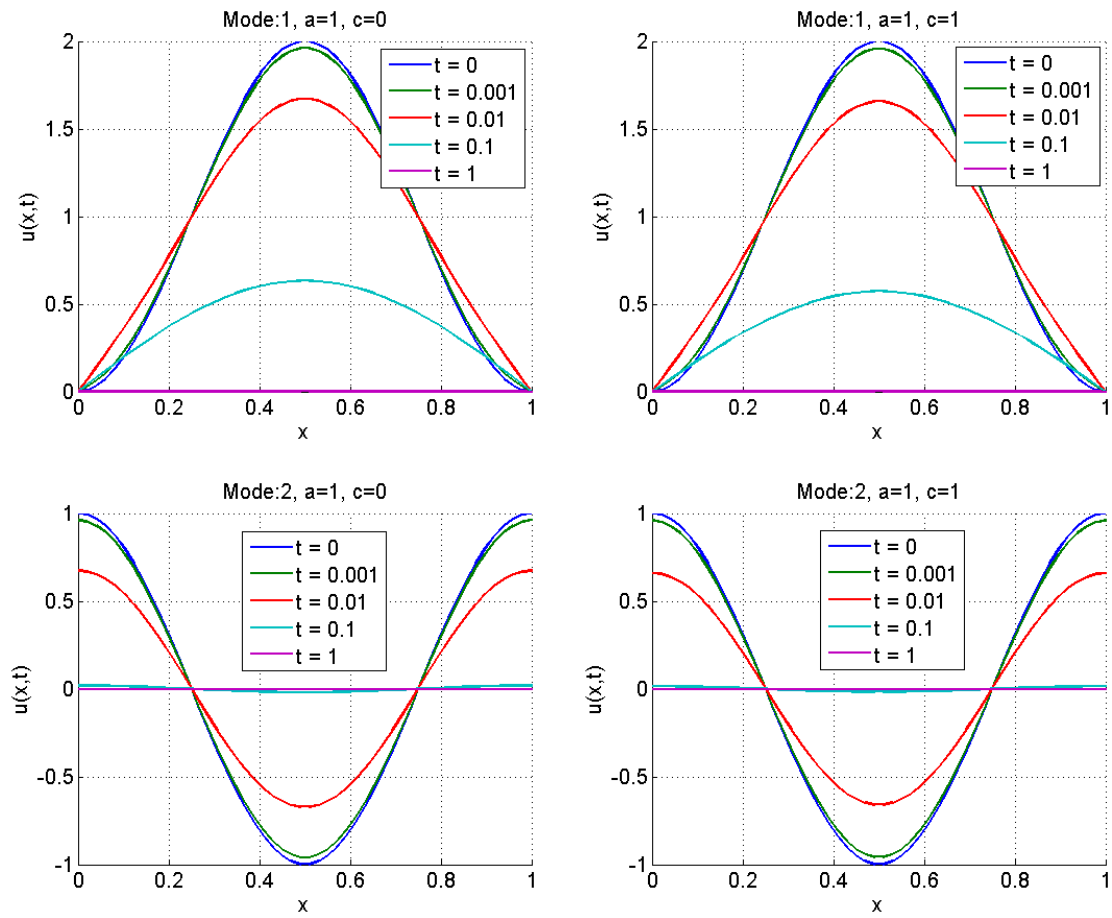 Mode:1, a=1, c=0
2
1.5
1
0.5
0
u(x,t)
0
0.2
0.4
0.6
0.8
1
x
t = 0
t = 0.001
t = 0.01
t = 0.1
t = 1
Mode:1, a=1, c=1
2
1.5
1
0.5
0
u(x,t)
0
0.2
0.4
0.6
0.8
1
x
t = 0
t = 0.001
t = 0.01
t = 0.1
t = 1
Mode:2, a=1, c=0
1
0.5
0
-0.5
-1
u(x,t)
0
0.2
0.4
0.6
0.8
1
x
t = 0
t = 0.001
t = 0.01
t = 0.1
t = 1
Mode:2, a=1, c=1
1
0.5
0
-0.5
-1
u(x,t)
0
0.2
0.4
0.6
0.8
1
x
t = 0
t = 0.001
t = 0.01
t = 0.1
t = 1